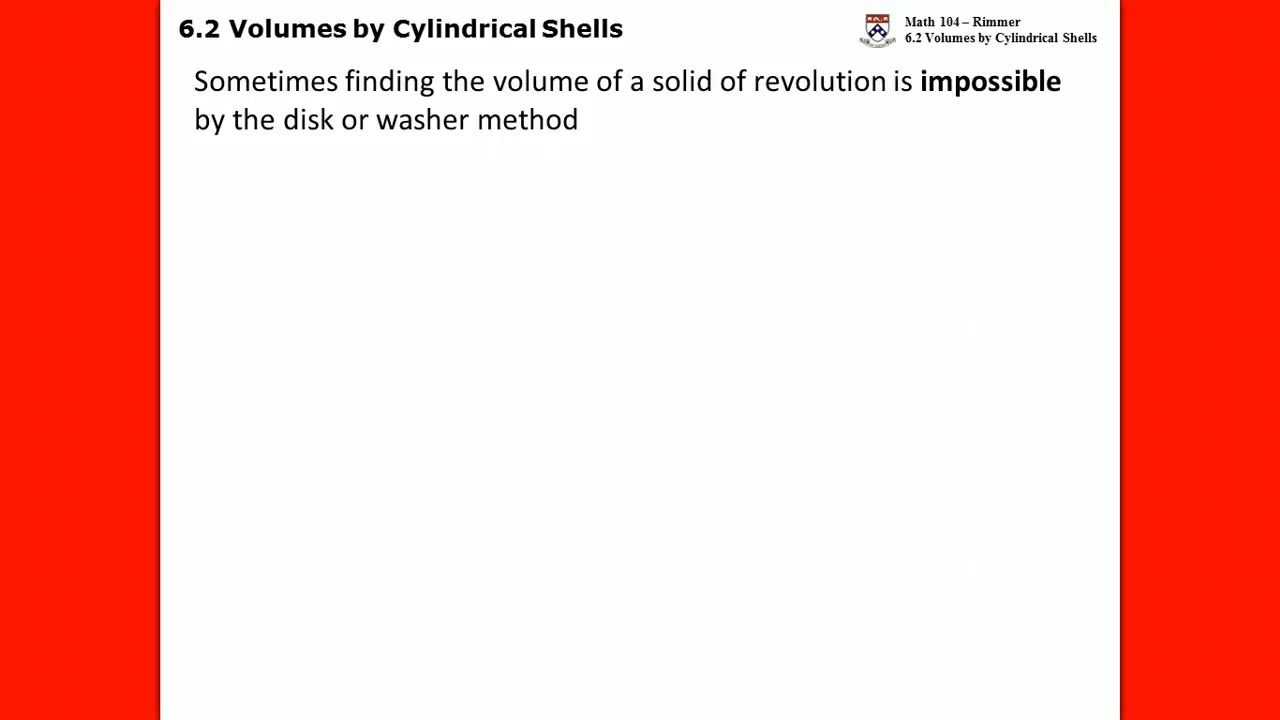 6.2 Volumes by Cylindrical Shells
Math 104 – Rimmer
6.2 Volumes by Cylindrical Shells
Sometimes finding the volume of a solid of revolution is impossible
by the disk or washer method